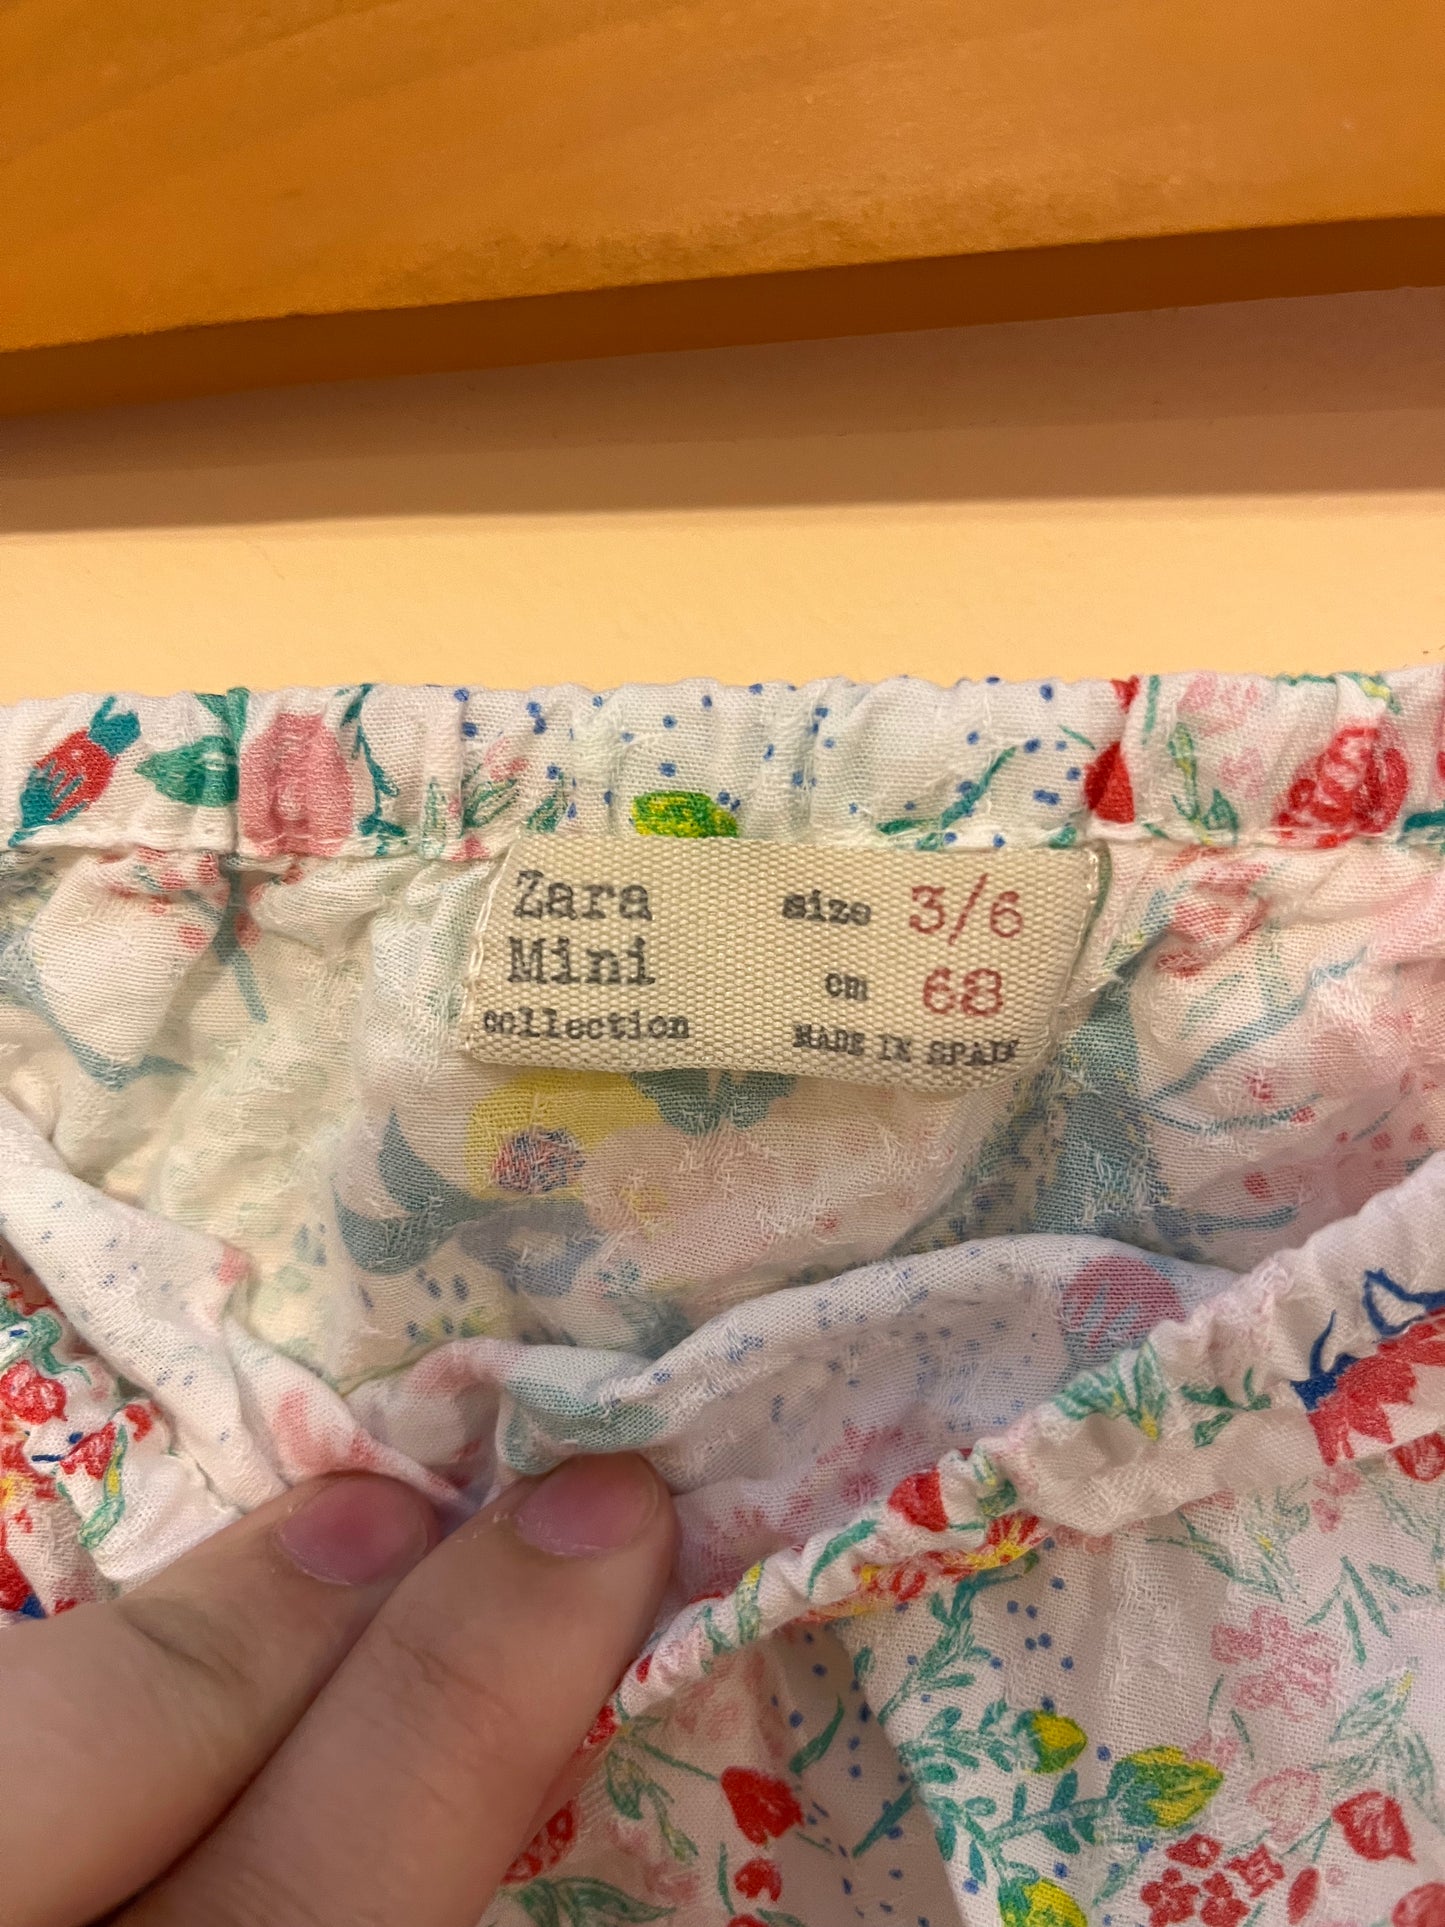 Zara
Mini
collection
size 3/6
cm 68
MADE IN SPAIN